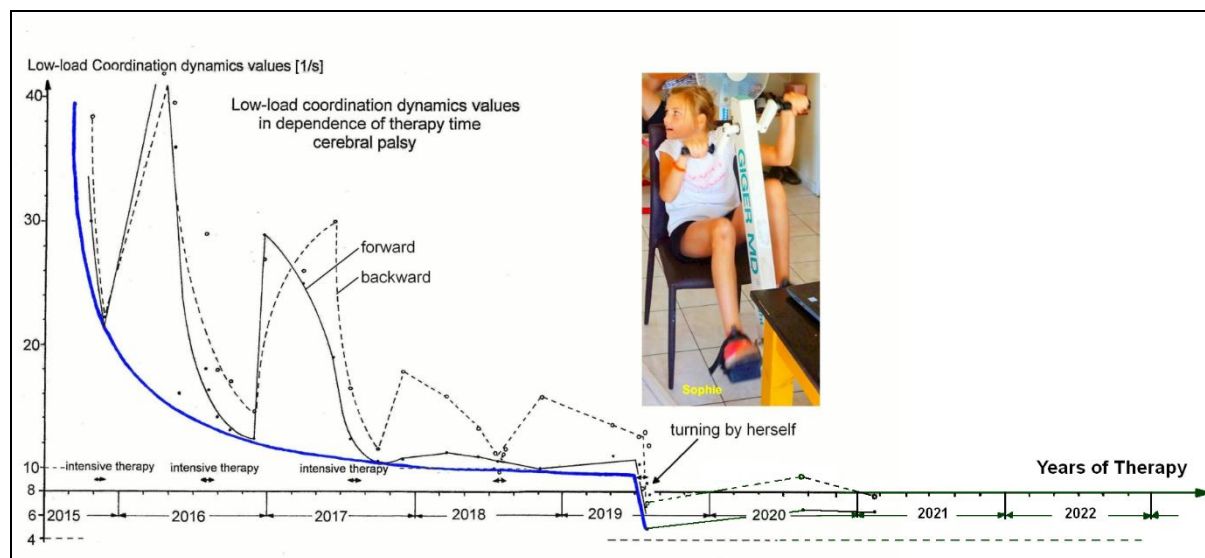 Low-load Coordination dynamics values [1/s]
Low-load coordination dynamics values
in dependence of therapy time
cerebral palsy
40
30
20
10
8
6
4
forward
backward
GIGER MD
Sophie
turning by herself
intensive therapy
intensive therapy
intensive therapy
Years of Therapy
2015
2016
2017
2018
2019
2020
2021
2022